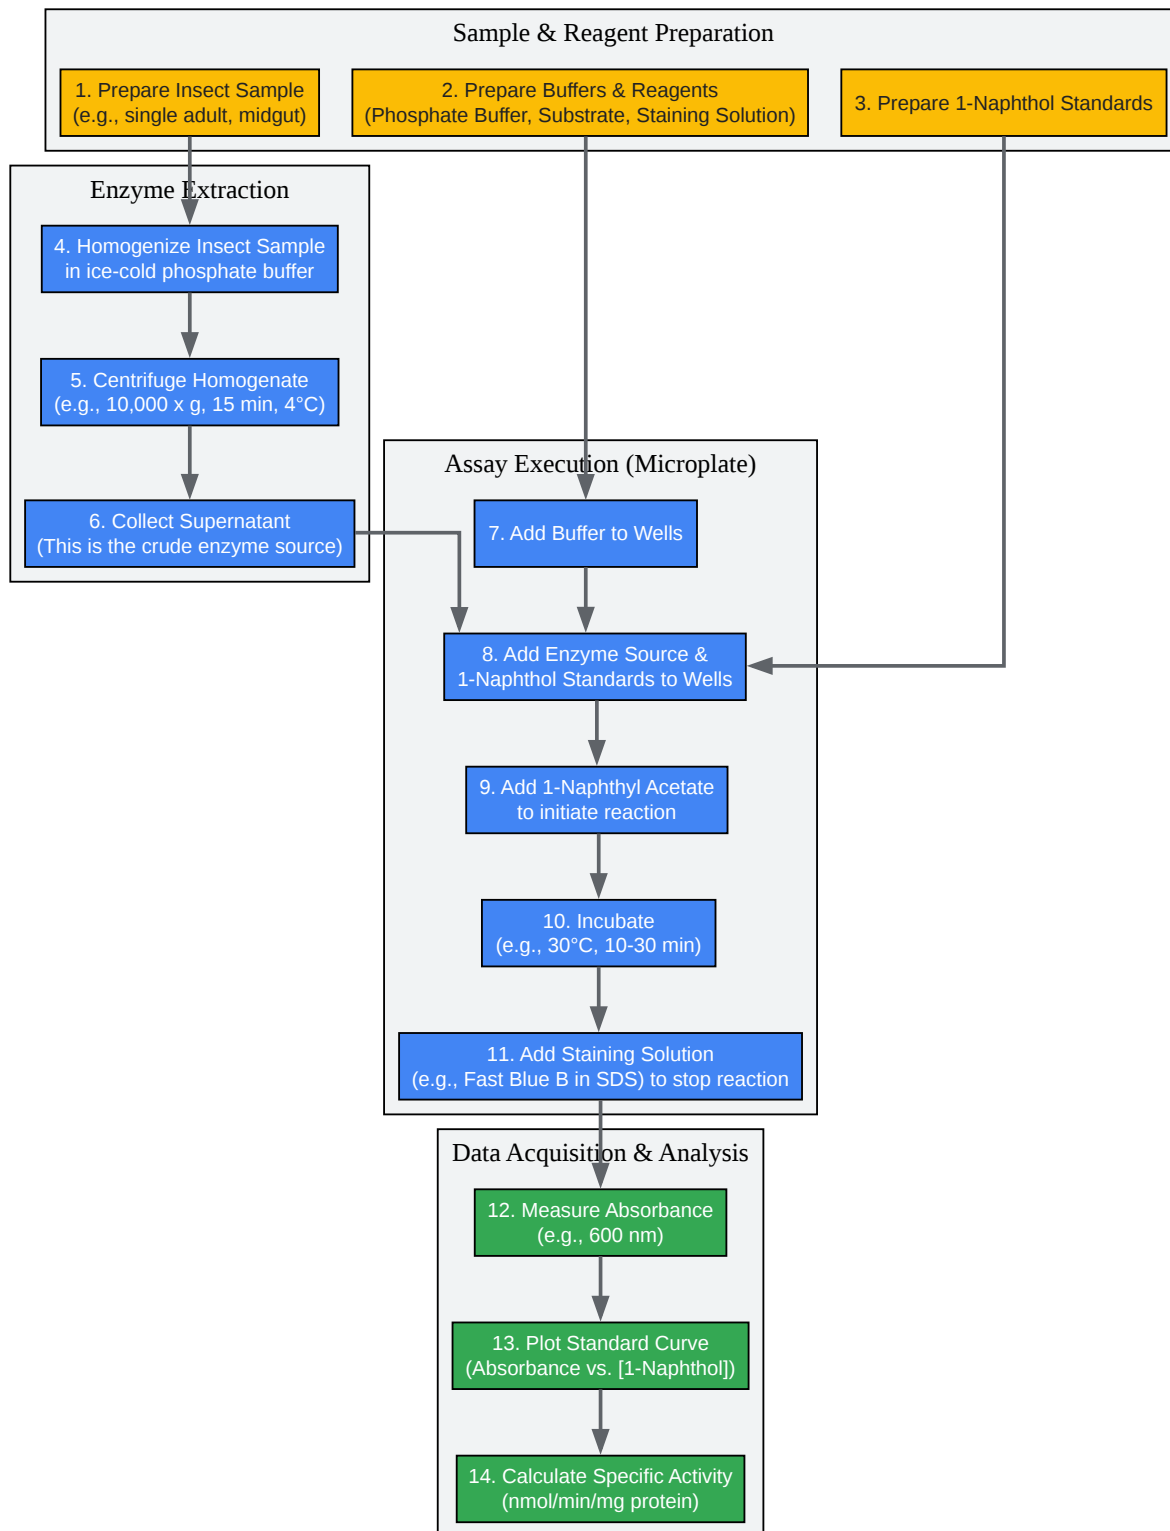 Sample & Reagent Preparation
1. Prepare Insect Sample
(e.g., single adult, midgut)
2. Prepare Buffers & Reagents
(Phosphate Buffer, Substrate, Staining Solution)
3. Prepare 1-Naphthol Standards
Enzyme Extraction
4. Homogenize Insect Sample
in ice-cold phosphate buffer
5. Centrifuge Homogenate
(e.g., 10,000 x g, 15 min, 4°C)
6. Collect Supernatant
(This is the crude enzyme source)
Assay Execution (Microplate)
7. Add Buffer to Wells
8. Add Enzyme Source &
1-Naphthol Standards to Wells
9. Add 1-Naphthyl Acetate
to initiate reaction
10. Incubate
(e.g., 30°C, 10-30 min)
11. Add Staining Solution
(e.g., Fast Blue B in SDS) to stop reaction
Data Acquisition & Analysis
12. Measure Absorbance
(e.g., 600 nm)
13. Plot Standard Curve
(Absorbance vs. [1-Naphthol])
14. Calculate Specific Activity
(nmol/min/mg protein)